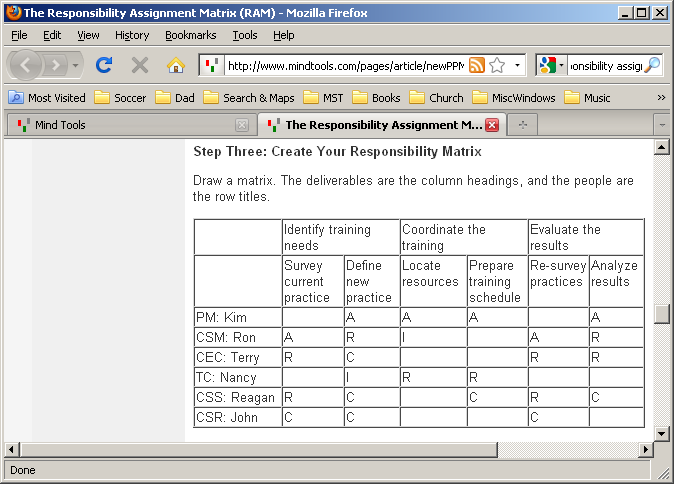 The Responsibility Assignment Matrix (RAM) - Mozilla Firefox
File Edit View History Bookmarks Tools Help
http://www.mindtools.com/pages/article/newPPM
onsibility assig
Most Visited Soccer Dad Search & Maps MST Books Church MiscWindows Music »
Mind Tools The Responsibility Assignment M...
Step Three: Create Your Responsibility Matrix
Draw a matrix. The deliverables are the column headings, and the people are
the row titles.
Identify training Coordinate the Evaluate the
needs training results
Survey Define Locate Prepare Re-survey Analyze
current new resources training practices results
practice practice schedule
PM: Kim A A A A
CSM: Ron A R I A R
CEC: Terry R C R R
TC: Nancy I R R
CSS: Reagan R C C R C
CSR: John C C C
Done